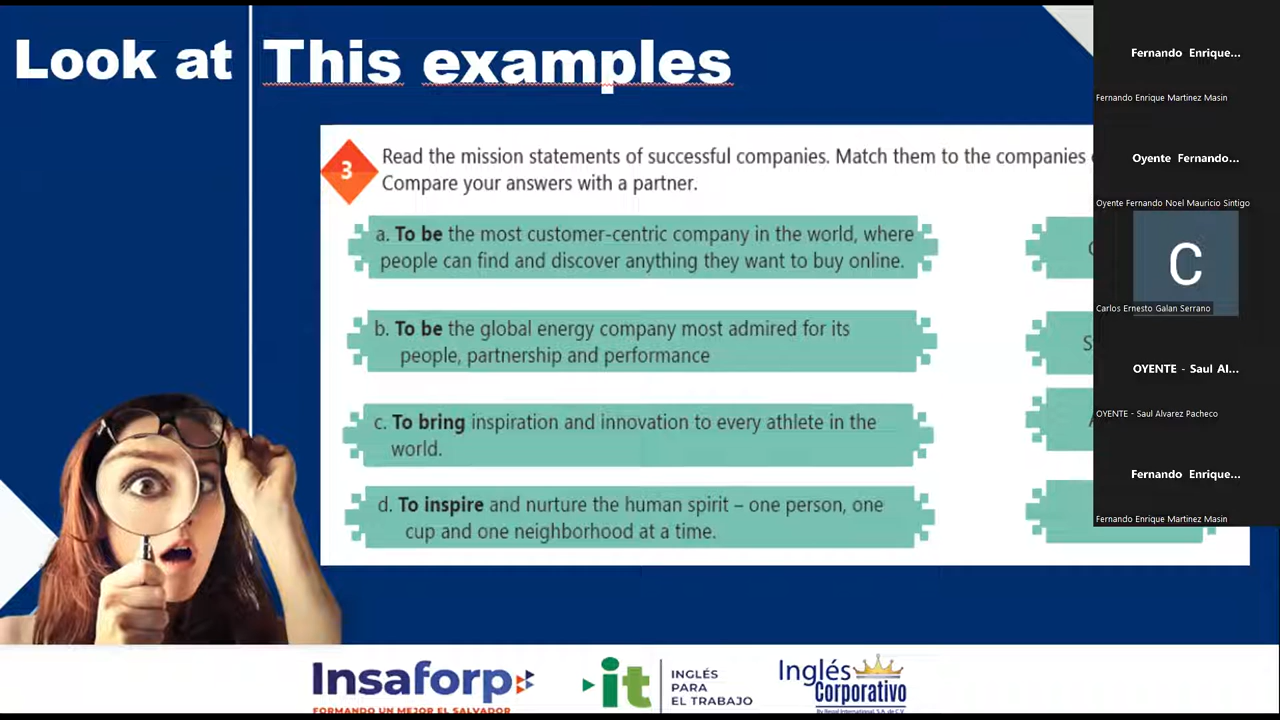 Look at This examples
3
Read the mission statements of successful companies. Match them to the companies
Compare your answers with a partner.
a. To be the most customer-centric company in the world, where
people can find and discover anything they want to buy online.
b. To be the global energy company most admired for its
people, partnership and performance
c. To bring inspiration and innovation to every athlete in the
world.
d. To inspire and nurture the human spirit – one person, one
cup and one neighborhood at a time.
Fernando Enrique...
Fernando Enrique Martinez Masin
Oyente Fernando...
Oyente Fernando Noel Mauricio Sintigo
C
Carlos Ernesto Galan Serrano
OYENTE - Saul Al...
OYENTE - Saul Alvarez Pacheco
Fernando Enrique...
Fernando Enrique Martinez Masin
Insaforp
FORMANDO UN MEJOR EL SALVADOR
it
INGLÉS
PARA
EL TRABAJO
Inglés
Corporativo
By Regal International, S.A. de C.V.